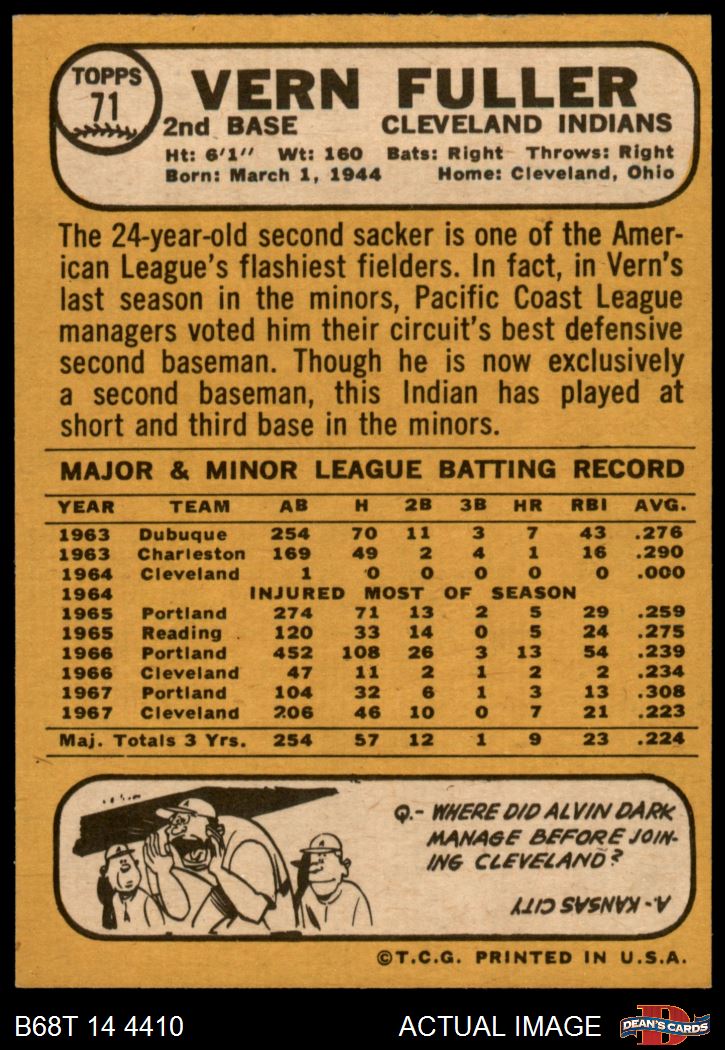 TOPPS
71
VERN FULLER
2nd BASE CLEVELAND INDIANS
Ht: 6'1" Wt: 160 Bats: Right Throws: Right
Born: March 1, 1944 Home: Cleveland, Ohio
The 24-year-old second sacker is one of the Amer-
ican League's flashiest fielders. In fact, in Vern's
last season in the minors, Pacific Coast League
managers voted him their circuit's best defensive
second baseman. Though he is now exclusively
a second baseman, this Indian has played at
short and third base in the minors.
MAJOR & MINOR LEAGUE BATTING RECORD
YEAR TEAM AB H 2B 3B HR RBI AVG.
1963 Dubuque 254 70 11 3 7 43 .276
1963 Charleston 169 49 2 4 1 16 .290
1964 Cleveland 1 0 0 0 0 0 .000
1964 INJURED MOST OF SEASON
1965 Portland 274 71 13 2 5 29 .259
1965 Reading 120 33 14 0 5 24 .275
1966 Portland 452 108 26 3 13 54 .239
1966 Cleveland 47 11 2 1 2 2 .234
1967 Portland 104 32 6 1 3 13 .308
1967 Cleveland 206 46 10 0 7 21 .223
Maj. Totals 3 Yrs. 254 57 12 1 9 23 .224
Q.- WHERE DID ALVIN DARK
MANAGE BEFORE JOIN-
ING CLEVELAND?
A.- KANSAS CITY
©T.C.G. PRINTED IN U.S.A.
B68T 14 4410 ACTUAL IMAGE D DEAN'S CARDS